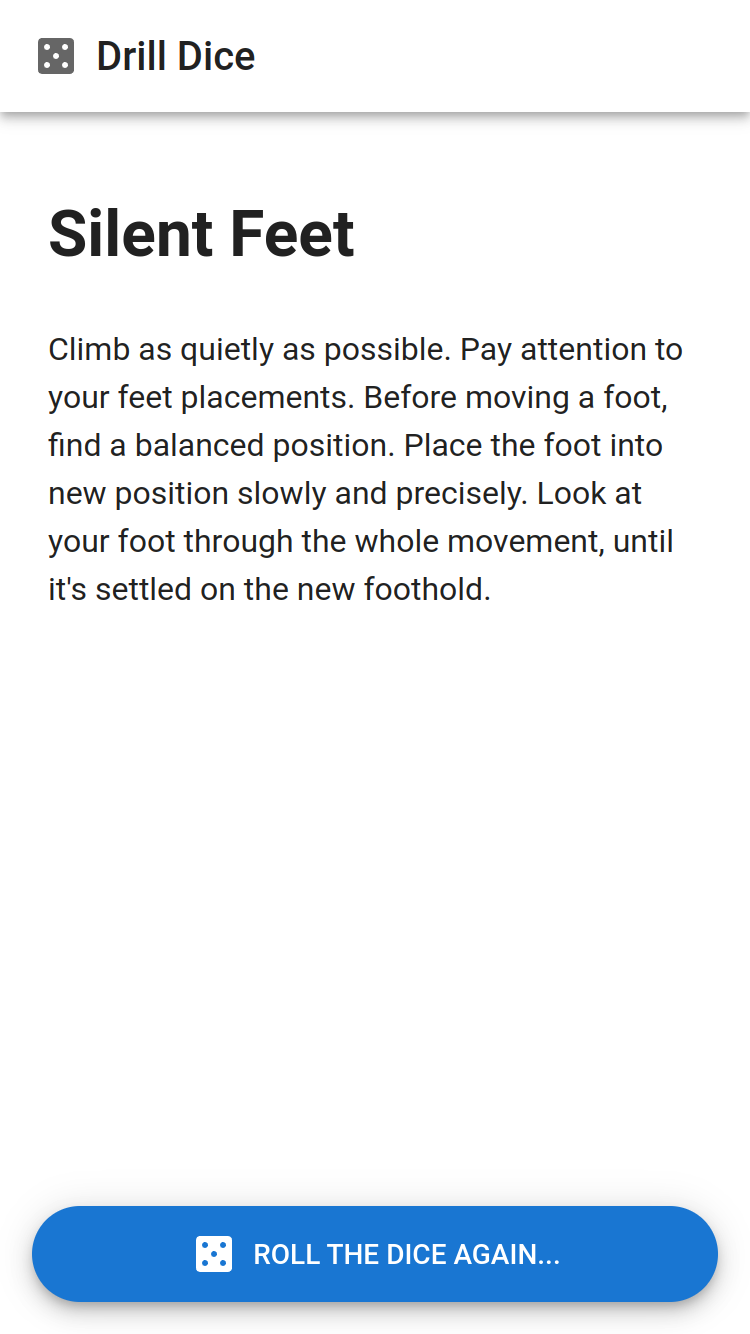 Drill Dice
Silent Feet
Climb as quietly as possible. Pay attention to
your feet placements. Before moving a foot,
find a balanced position. Place the foot into
new position slowly and precisely. Look at
your foot through the whole movement, until
it's settled on the new foothold.
ROLL THE DICE AGAIN...